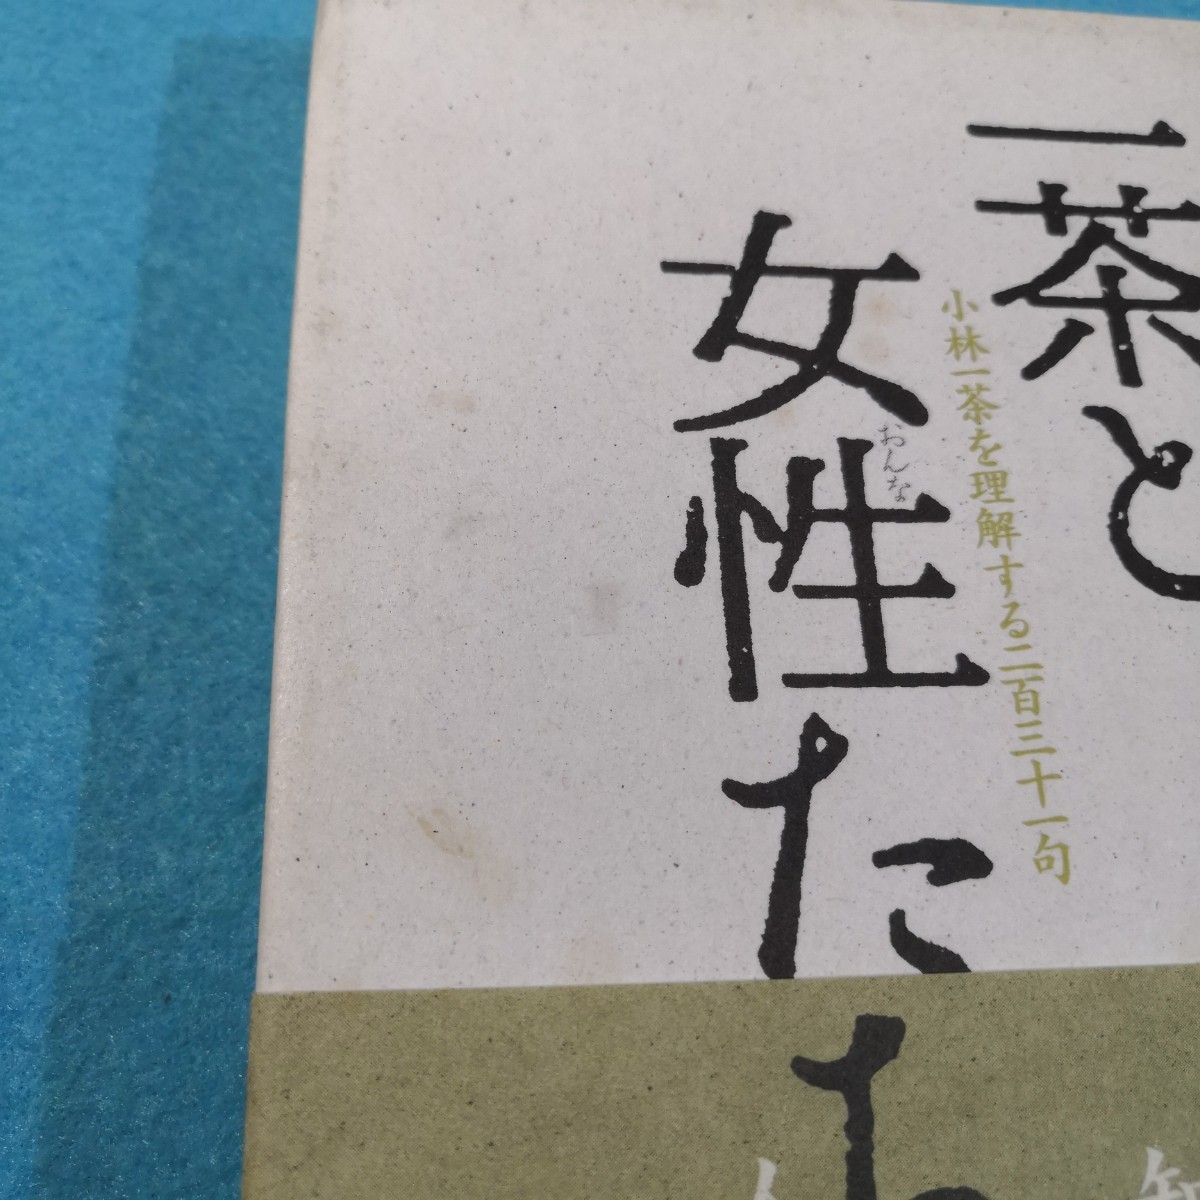 一茶と
小林一茶を理解する二百三十一句
おんな
女性たち